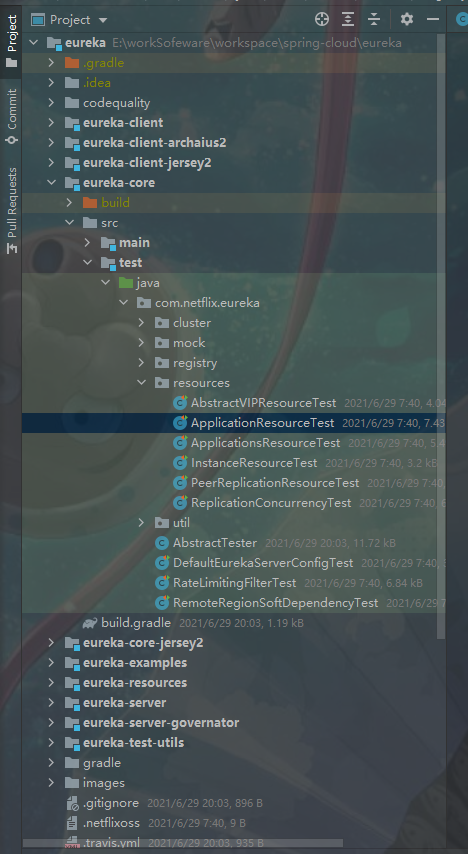 Project
Project
eureka E:\workSofeware\workspace\spring-cloud\eureka
.gradle
.idea
codequality
Commit
eureka-client
eureka-client-archaius2
eureka-client-jersey2
eureka-core
Pull Requests
build
src
main
test
java
com.netflix.eureka
cluster
mock
registry
resources
AbstractVIPResourceTest 2021/6/29 7:40, 4.04
ApplicationResourceTest 2021/6/29 7:40, 7.43
ApplicationsResourceTest 2021/6/29 7:40, 5.4
InstanceResourceTest 2021/6/29 7:40, 3.2 kB
PeerReplicationResourceTest 2021/6/29 7:40,
ReplicationConcurrencyTest 2021/6/29 7:40, 6
util
AbstractTester 2021/6/29 20:03, 11.72 kB
DefaultEurekaServerConfigTest 2021/6/29 7:40,
RateLimitingFilterTest 2021/6/29 7:40, 6.84 kB
RemoteRegionSoftDependencyTest 2021/6/29 7
build.gradle 2021/6/29 20:03, 1.19 kB
eureka-core-jersey2
eureka-examples
eureka-resources
eureka-server
eureka-server-governator
eureka-test-utils
gradle
images
.gitignore 2021/6/29 20:03, 896 B
.netflixoss 2021/6/29 7:40, 9 B
.travis.yml 2021/6/29 20:03, 935 B